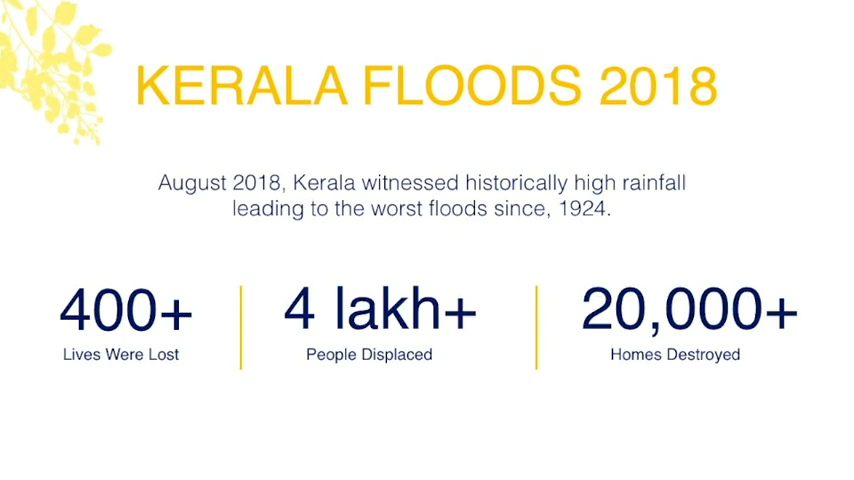 KERALA FLOODS 2018
August 2018, Kerala witnessed historically high rainfall
leading to the worst floods since, 1924.
400+
Lives Were Lost
4 lakh+
People Displaced
20,000+
Homes Destroyed